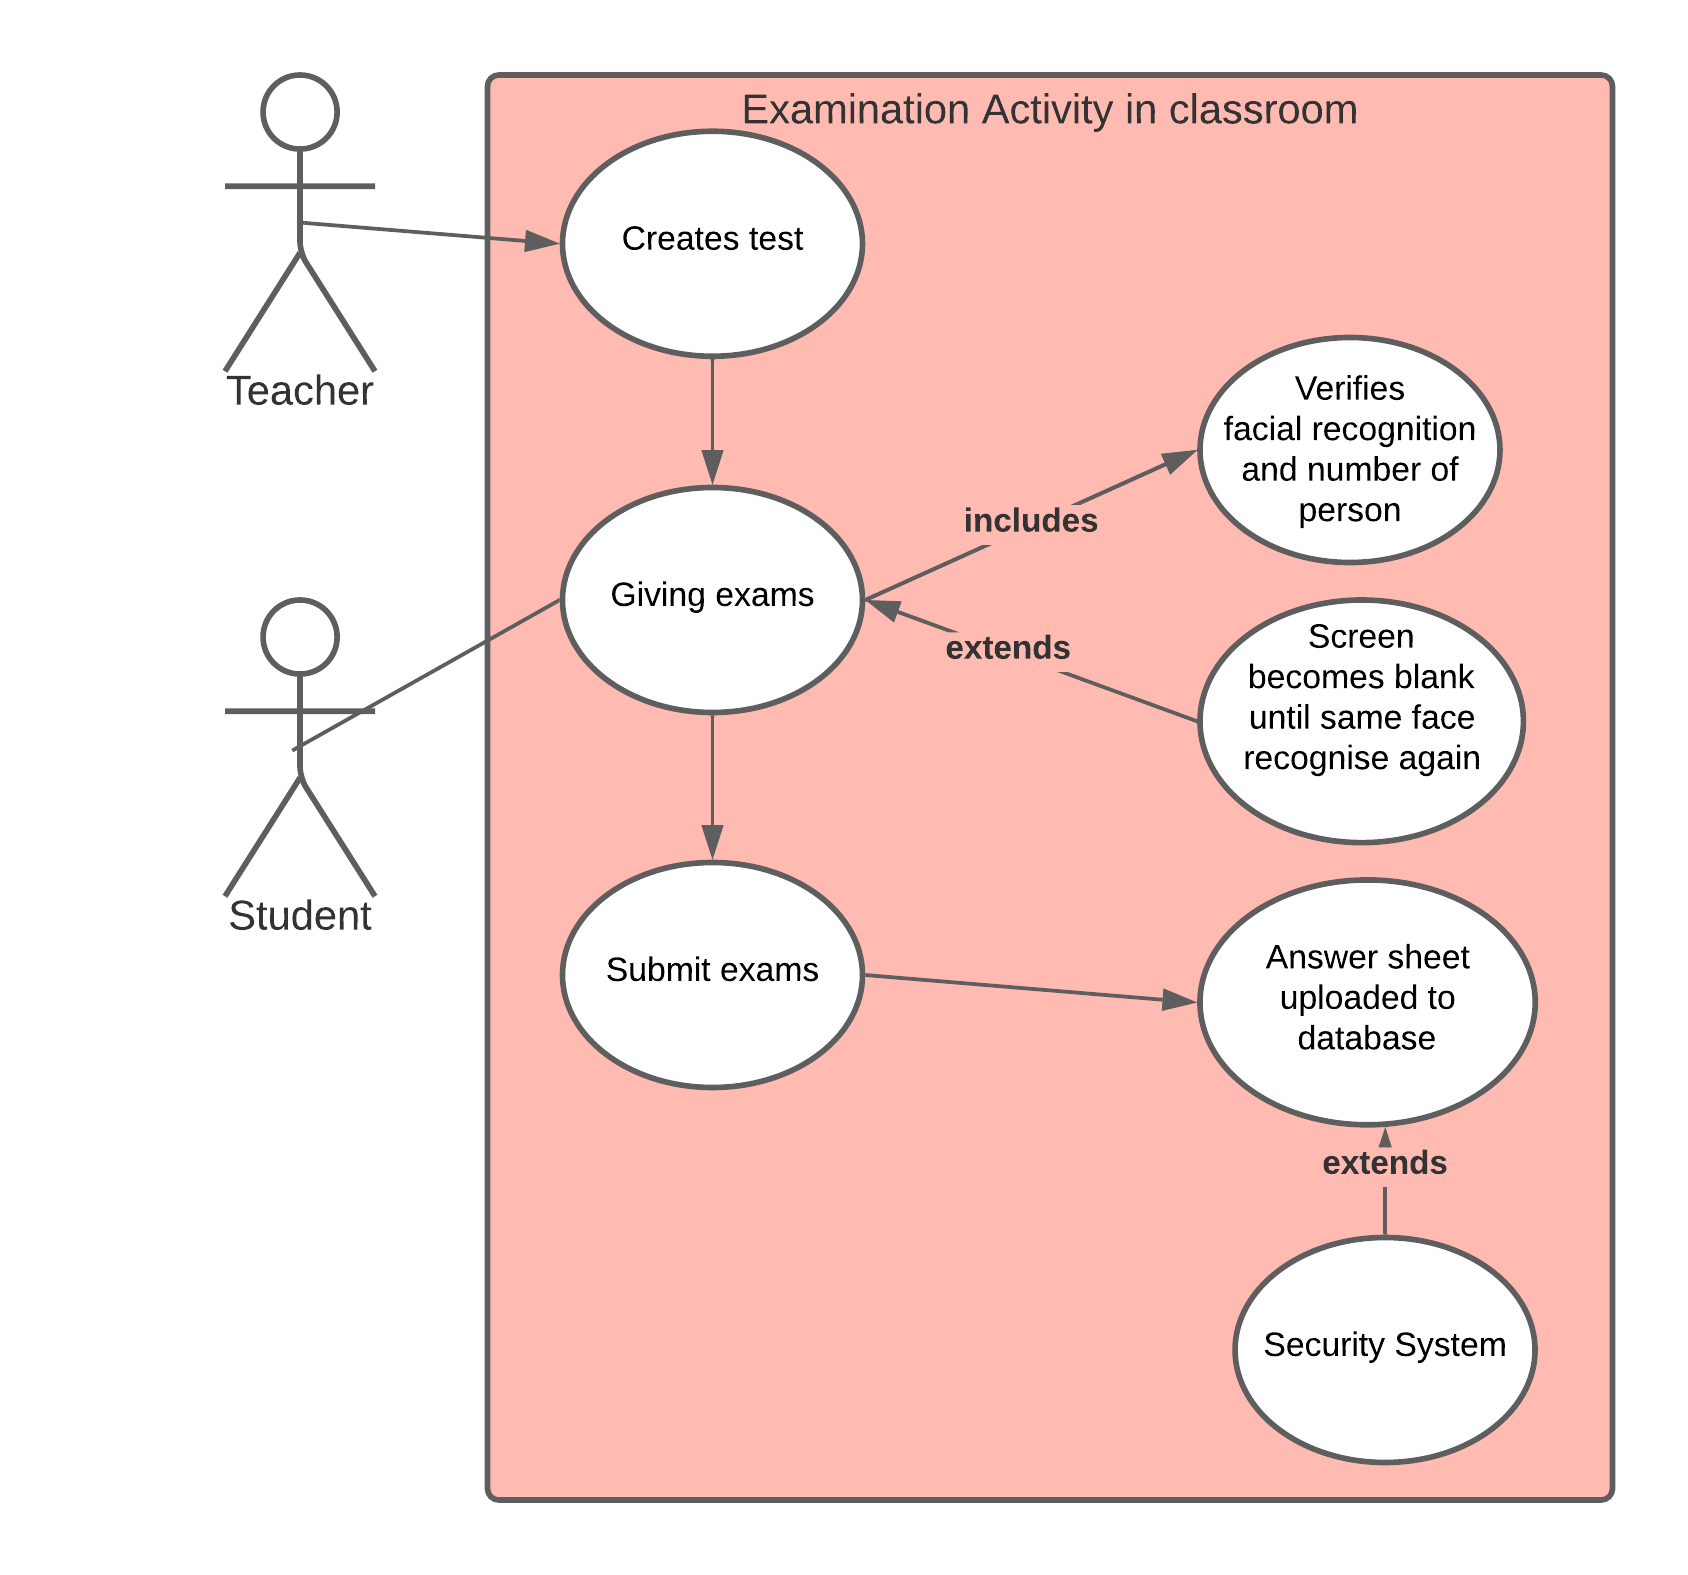 Examination Activity in classroom
Creates test
Teacher
Verifies
facial recognition
and number of
person
includes
Giving exams
extends
Screen
becomes blank
until same face
recognise again
Student
Submit exams
Answer sheet
uploaded to
database
extends
Security System